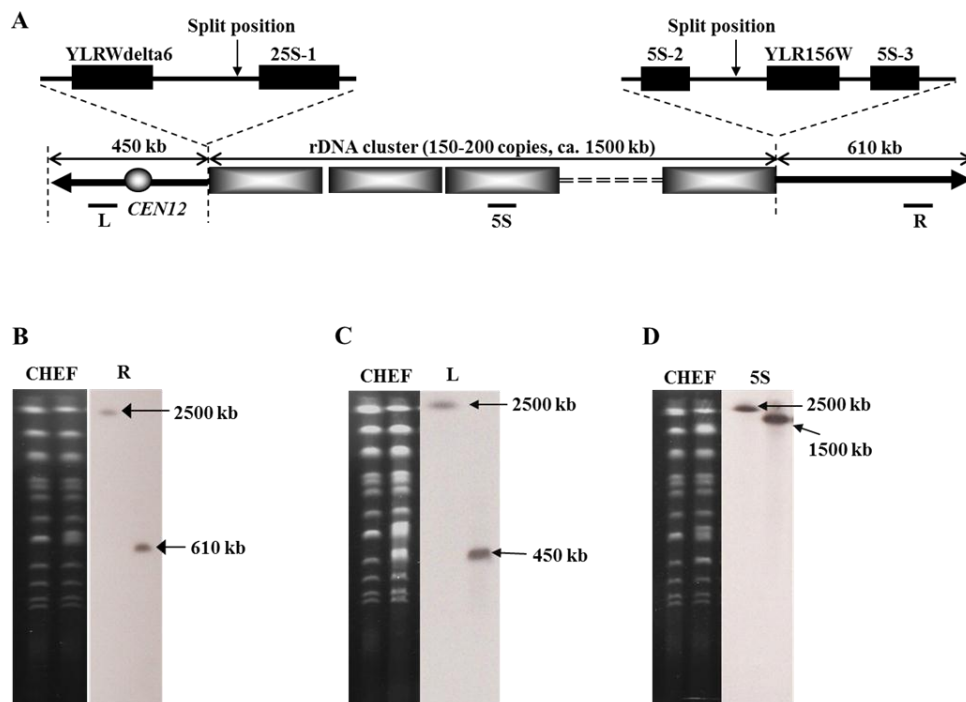 A
Split position
YLRWdelta6
25S-1
Split position
5S-2
YLR156W
5S-3
450 kb
rDNA cluster (150-200 copies, ca. 1500 kb)
610 kb
L
CEN12
5S
R
B
CHEF
R
2500 kb
610 kb
C
CHEF
L
2500 kb
450 kb
D
CHEF
5S
2500 kb
1500 kb